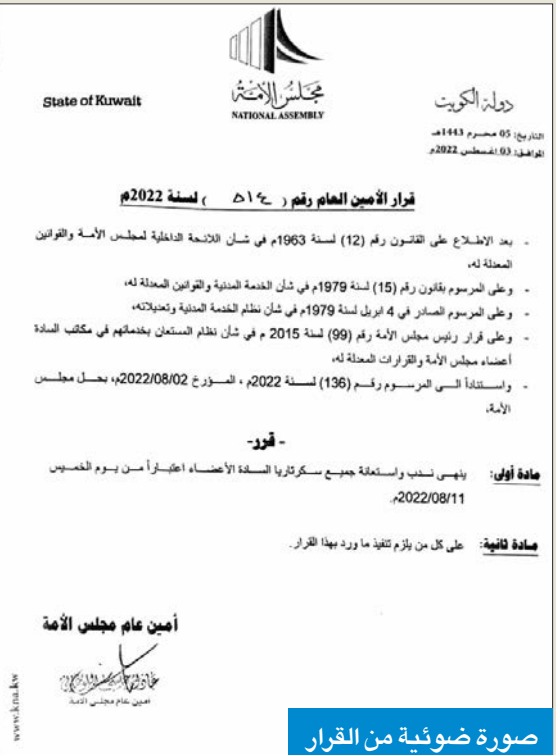 State of Kuwait
مجلس الأمة
NATIONAL ASSEMBLY
دولة الكويت
التاريخ: 05 محرم 1443هـ
الموافق: 03 اغسطس 2022م
قرار الأمين العام رقم ( ٥١٤ ) لسنة 2022م
- بعد الاطلاع على القانون رقم (12) لسنة 1963م في شأن اللائحة الداخلية لمجلس الأمة والقوانين
المعدلة له،
- وعلى المرسوم بقانون رقم (15) لسنة 1979م في شأن الخدمة المدنية والقوانين المعدلة له،
- وعلى المرسوم الصادر في 4 ابريل لسنة 1979م في شأن نظام الخدمة المدنية وتعديلاته،
- وعلى قرار رئيس مجلس الأمة رقم (99) لسنة 2015 م في شأن نظام المستعان بخدماتهم في مكاتب السادة
أعضاء مجلس الأمة والقرارات المعدلة له،
- واستناداً الى المرسوم رقم (136) لسنة 2022م ، المؤرخ 2022/08/02م، بحل مجلس
الأمة،
- قرر-
مادة أولى: ينهى ندب واستعانة جميع سكرتاريا السادة الأعضاء اعتباراً من يوم الخميس
2022/08/11م.
مادة ثانية: على كل من يلزم تنفيذ ما ورد بهذا القرار.
أمين عام مجلس الأمة
أمين عام مجلس الأمة
www.kna.kw
صورة ضوئية من القرار